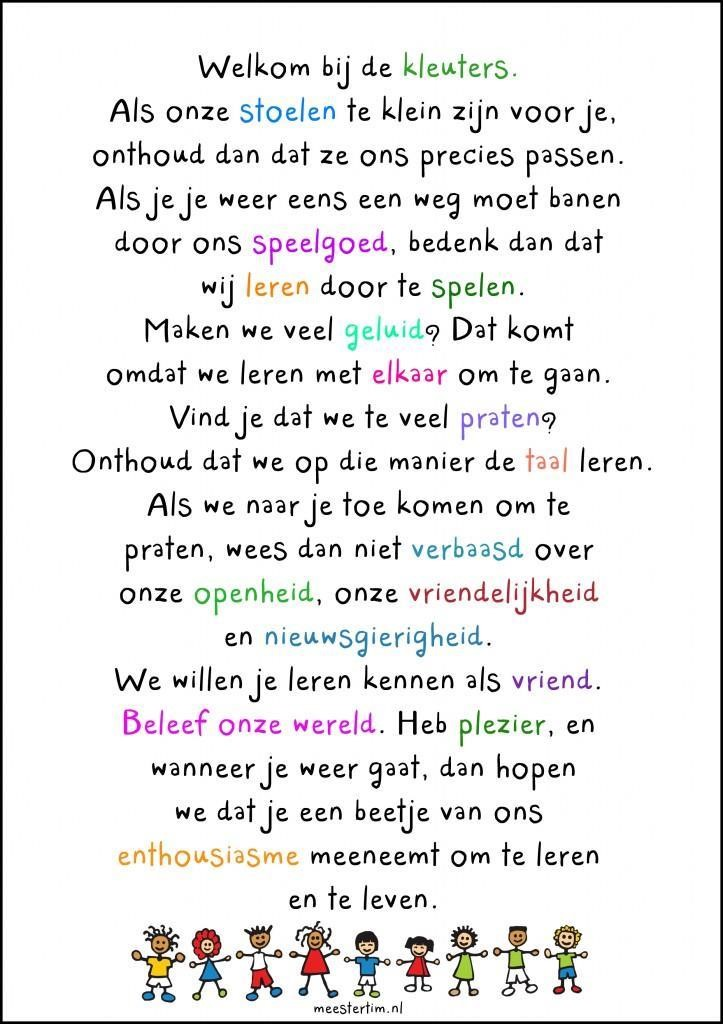 Welkom bij de kleuters.
Als onze stoelen te klein zijn voor je,
onthoud dan dat ze ons precies passen.
Als je je weer eens een weg moet banen
door ons speelgoed, bedenk dan dat
wij leren door te spelen.
Maken we veel geluid? Dat komt
omdat we leren met elkaar om te gaan.
Vind je dat we te veel praten?
Onthoud dat we op die manier de taal leren.
Als we naar je toe komen om te
praten, wees dan niet verbaasd over
onze openheid, onze vriendelijkheid
en nieuwsgierigheid.
We willen je leren kennen als vriend.
Beleef onze wereld. Heb plezier, en
wanneer je weer gaat, dan hopen
we dat je een beetje van ons
enthousiasme meeneemt om te leren
en te leven.
meestertim.nl